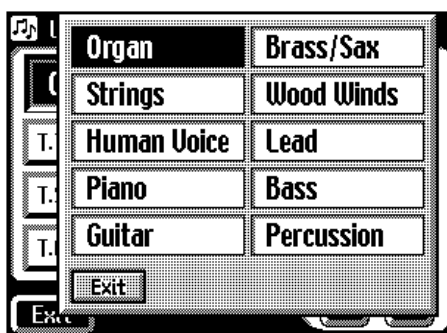 Organ Brass/Sax
Strings Wood Winds
Human Voice Lead
Piano Bass
Guitar Percussion
Exit